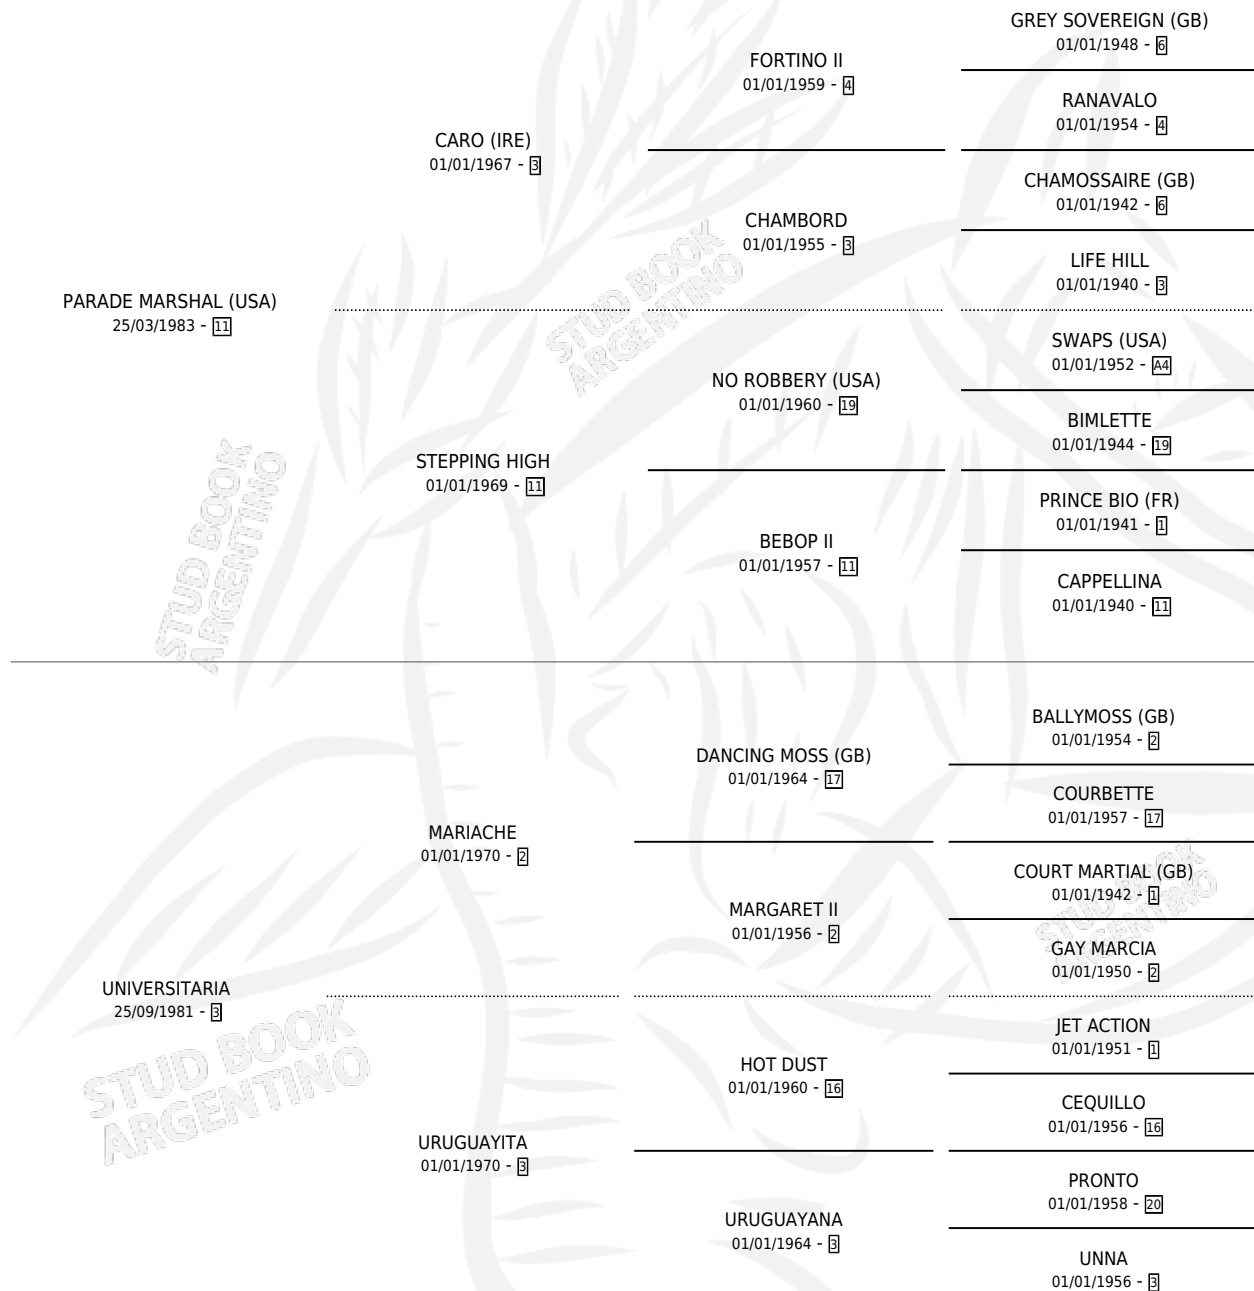 GREY SOVEREIGN (GB)
01/01/1948 - 6
FORTINO II
01/01/1959 - 4
RANAVALO
01/01/1954 - 4
CARO (IRE)
01/01/1967 - 3
CHAMOSSAIRE (GB)
01/01/1942 - 6
CHAMBORD
01/01/1955 - 3
LIFE HILL
01/01/1940 - 3
PARADE MARSHAL (USA)
25/03/1983 - 11
SWAPS (USA)
01/01/1952 - A4
NO ROBBERY (USA)
01/01/1960 - 19
BIMLETTE
01/01/1944 - 19
STEPPING HIGH
01/01/1969 - 11
PRINCE BIO (FR)
01/01/1941 - 1
BEBOP II
01/01/1957 - 11
CAPPELLINA
01/01/1940 - 11
BALLYMOSS (GB)
01/01/1954 - 2
DANCING MOSS (GB)
01/01/1964 - 17
COURBETTE
01/01/1957 - 17
MARIACHE
01/01/1970 - 2
COURT MARTIAL (GB)
01/01/1942 - 1
MARGARET II
01/01/1956 - 2
GAY MARCIA
01/01/1950 - 2
UNIVERSITARIA
25/09/1981 - 3
JET ACTION
01/01/1951 - 1
HOT DUST
01/01/1960 - 16
CEQUILLO
01/01/1956 - 16
URUGUAYITA
01/01/1970 - 3
PRONTO
01/01/1958 - 20
URUGUAYANA
01/01/1964 - 3
UNNA
01/01/1956 - 3
STUD BOOK
ARGENTINO
STUD BOOK
ARGENTINO
STUD BOOK
ARGENTINO
STUD BOOK
ARGENTINO